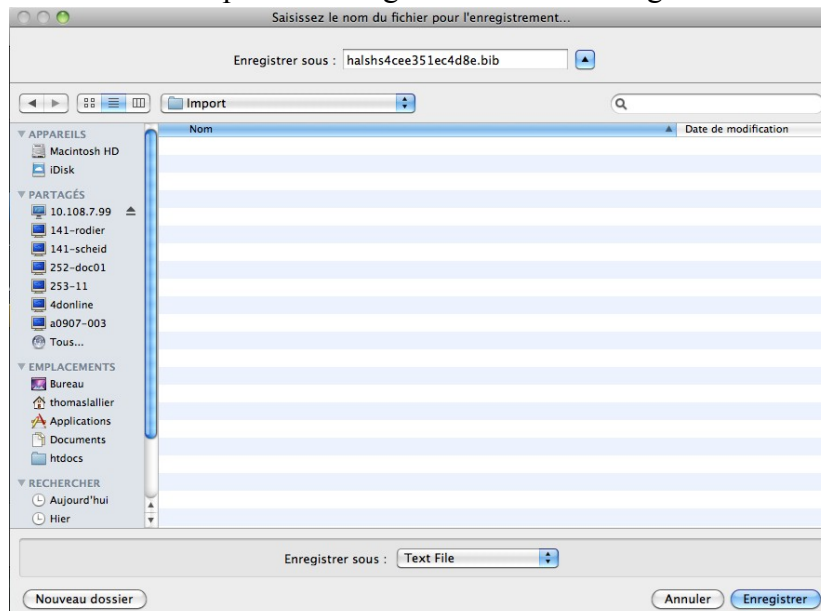 Saisissez le nom du fichier pour l'enregistrement...
Enregistrer sous : halshs4cee351ec4d8e.bib
Import
Nom Date de modification
APPAREILS
Macintosh HD
iDisk
PARTAGÉS
10.108.7.99
141-rodier
141-scheid
252-doc01
253-11
4donline
a0907-003
Tous...
EMPLACEMENTS
Bureau
thomaslallier
Applications
Documents
htdocs
RECHERCHER
Aujourd'hui
Hier
Enregistrer sous : Text File
Nouveau dossier Annuler Enregistrer